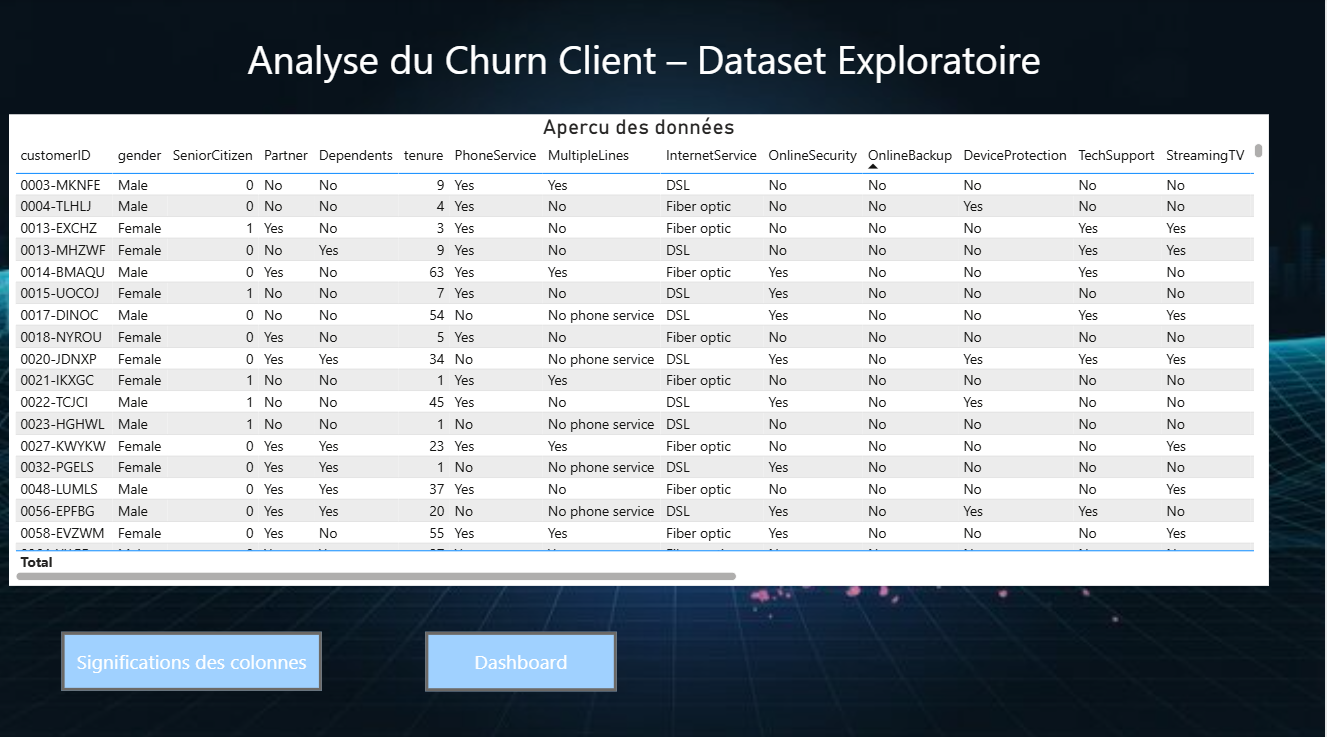 Analyse du Churn Client – Dataset Exploratoire
Apercu des données
customerID gender SeniorCitizen Partner Dependents tenure PhoneService MultipleLines InternetService OnlineSecurity OnlineBackup DeviceProtection TechSupport StreamingTV
0003-MKNFE Male 0 No No 9 Yes Yes DSL No No No No No
0004-TLHLJ Male 0 No No 4 Yes No Fiber optic No No Yes No No
0013-EXCHZ Female 1 Yes No 3 Yes No Fiber optic No No No Yes Yes
0013-MHZWF Female 0 No Yes 9 Yes No DSL No No No Yes Yes
0014-BMAQU Male 0 Yes No 63 Yes Yes Fiber optic Yes No No Yes No
0015-UOCOJ Female 1 No No 7 Yes No DSL Yes No No No No
0017-DINOC Male 0 No No 54 No No phone service DSL Yes No No Yes Yes
0018-NYROU Female 0 Yes No 5 Yes No Fiber optic No No No No No
0020-JDNXP Female 0 Yes Yes 34 No No phone service DSL Yes No Yes Yes Yes
0021-IKXGC Female 1 No No 1 Yes Yes Fiber optic No No No No No
0022-TCJCI Male 1 No No 45 Yes No DSL Yes No Yes No No
0023-HGHWL Male 1 No No 1 No No phone service DSL No No No No No
0027-KWYKW Female 0 Yes Yes 23 Yes Yes Fiber optic No No No No Yes
0032-PGELS Female 0 Yes Yes 1 No No phone service DSL Yes No No No No
0048-LUMLS Male 0 Yes Yes 37 Yes No Fiber optic No No No No Yes
0056-EPFBG Male 0 Yes Yes 20 No No phone service DSL Yes No Yes Yes No
0058-EVZWM Female 0 Yes No 55 Yes Yes Fiber optic Yes No No No Yes
Total
Significations des colonnes
Dashboard